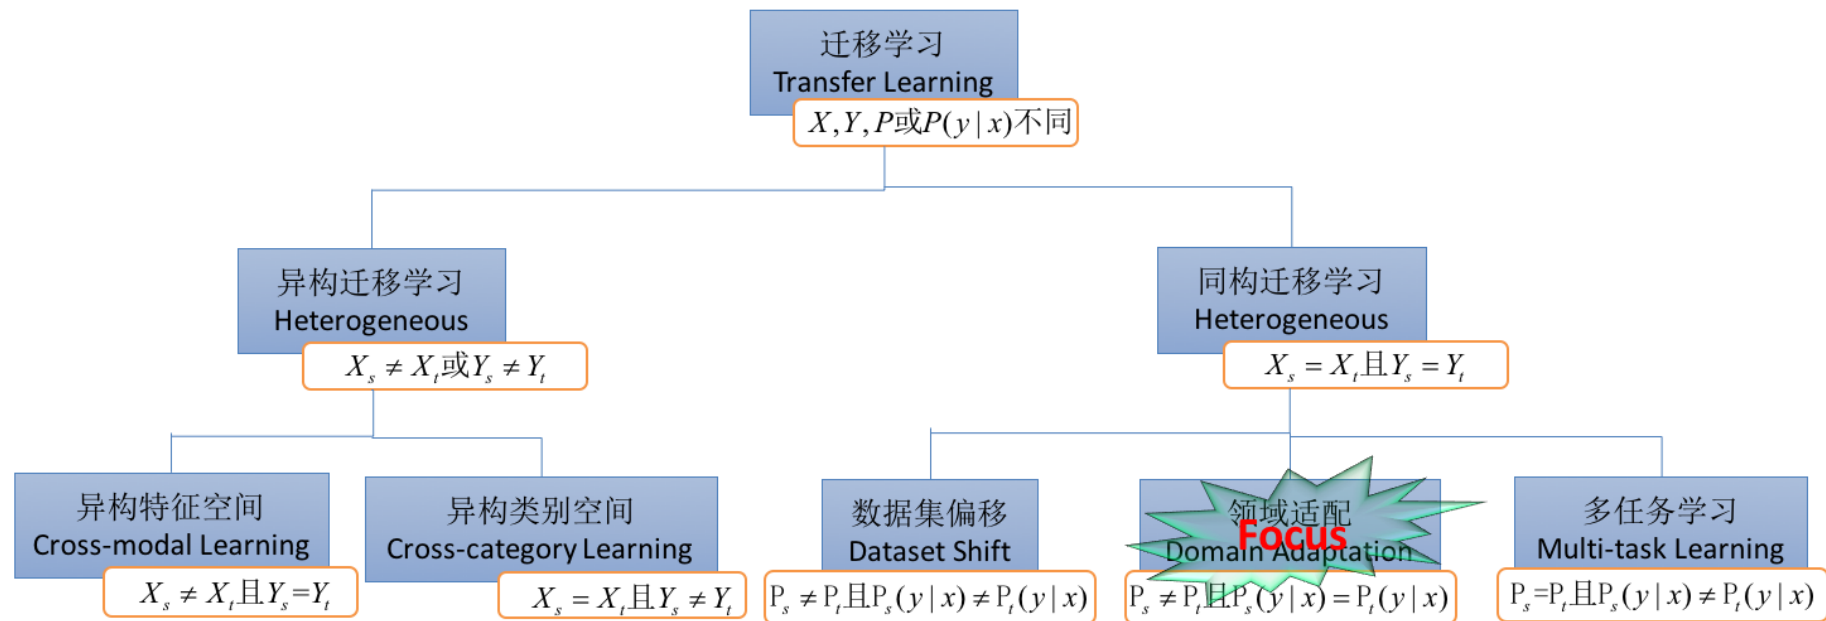 迁移学习
Transfer Learning
X,Y,P或P(y|x)不同
异构迁移学习
Heterogeneous
X_s ≠ X_t或Y_s ≠ Y_t
同构迁移学习
Heterogeneous
X_s = X_t且Y_s = Y_t
异构特征空间
Cross-modal Learning
X_s ≠ X_t且Y_s=Y_t
异构类别空间
Cross-category Learning
X_s = X_t且Y_s ≠ Y_t
数据集偏移
Dataset Shift
P_s ≠ P_t且P_s(y|x) ≠ P_t(y|x)
领域适配
Focus
Domain Adaptation
P_s ≠ P_t且P_s(y|x) = P_t(y|x)
多任务学习
Multi-task Learning
P_s=P_t且P_s(y|x) ≠ P_t(y|x)